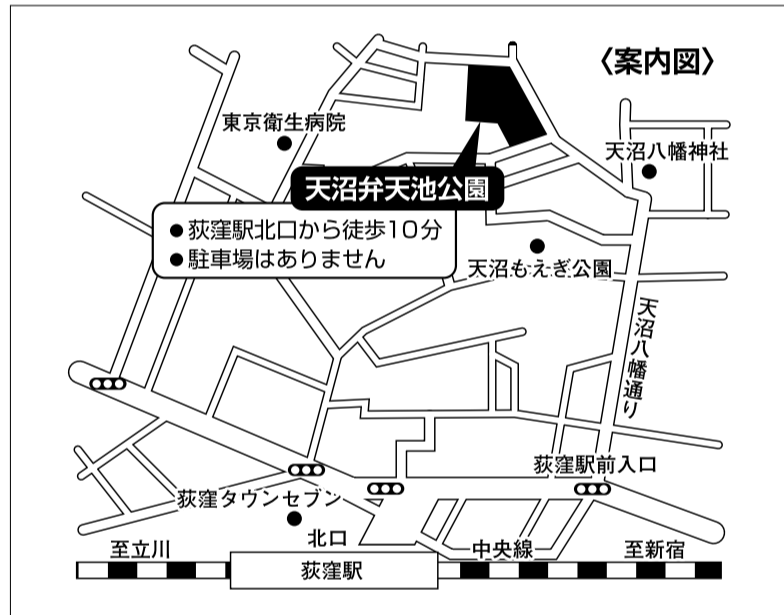 〈案内図〉
東京衛生病院
天沼八幡神社
天沼弁天池公園
●荻窪駅北口から徒歩10分
●駐車場はありません
天沼もえぎ公園
天沼八幡通り
荻窪駅前入口
荻窪タウンセブン
北口
至立川
荻窪駅
中央線
至新宿